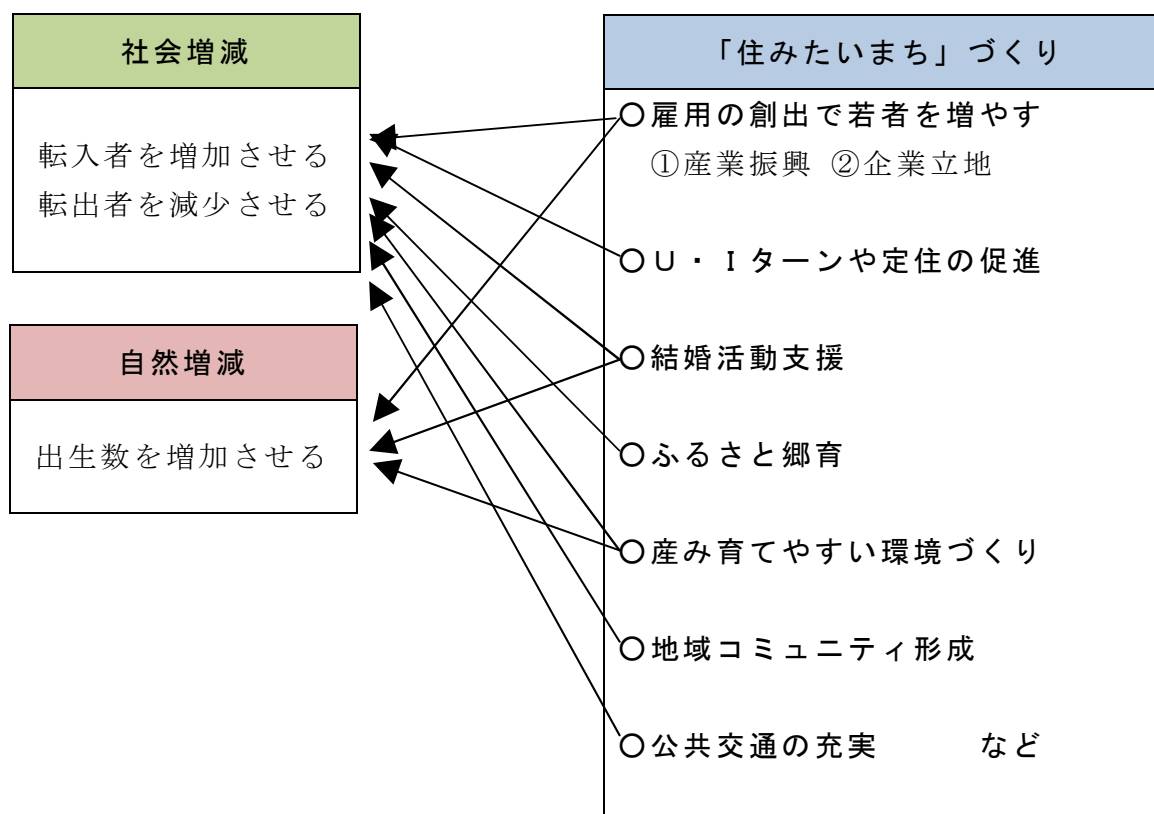 社会増減
転入者を増加させる
転出者を減少させる
自然増減
出生数を増加させる
「住みたいまち」づくり
○雇用の創出で若者を増やす
①産業振興 ②企業立地
○Ｕ・Ｉターンや定住の促進
○結婚活動支援
○ふるさと郷育
○産み育てやすい環境づくり
○地域コミュニティ形成
○公共交通の充実 など